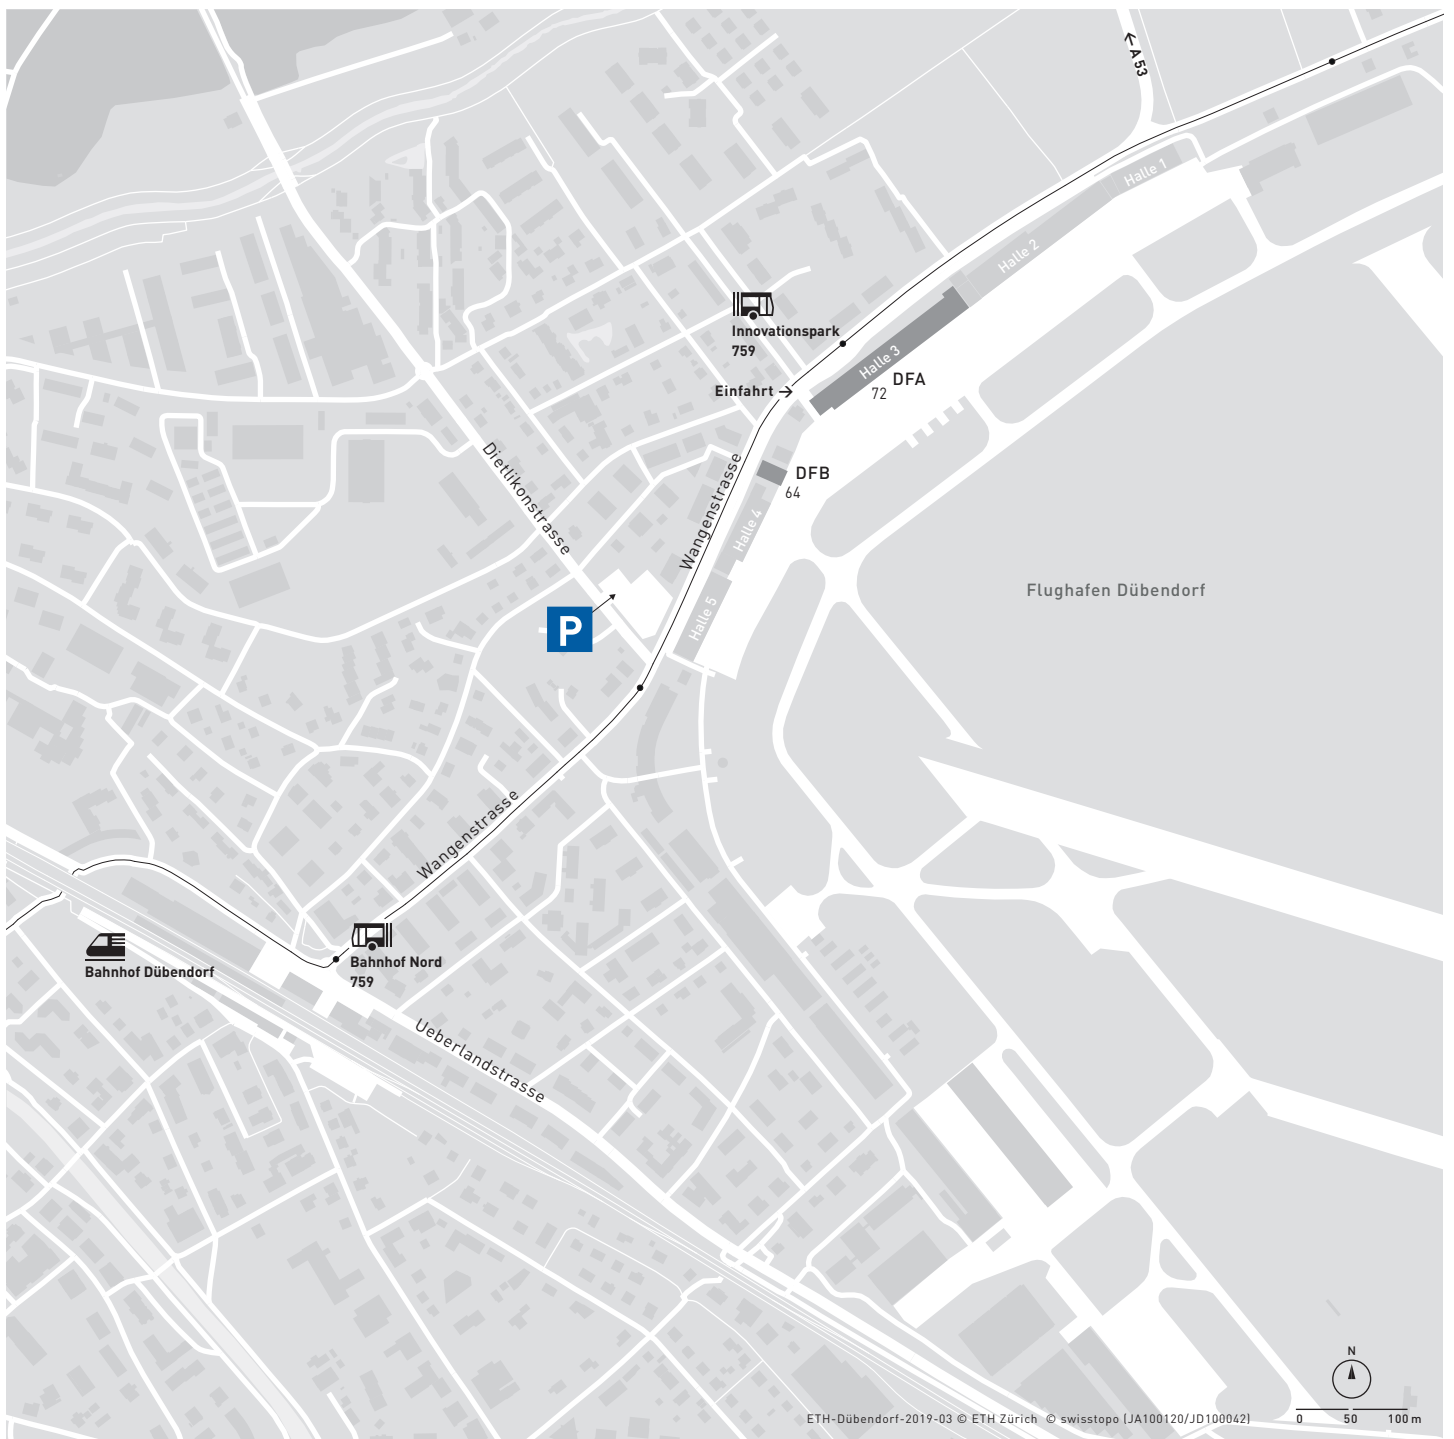 ← A 53
Halle 1
Halle 2
Innovationspark
759
Halle 3
Einfahrt →
DFA
72
Dietlikonstrasse
Wangenstrasse
DFB
64
Halle 4
Flughafen Dübendorf
Halle 5
P
Wangenstrasse
Bahnhof Dübendorf
Bahnhof Nord
759
Ueberlandstrasse
N
ETH-Dübendorf-2019-03 © ETH Zürich © swisstopo (JA100120/JD100042)
0 50 100 m